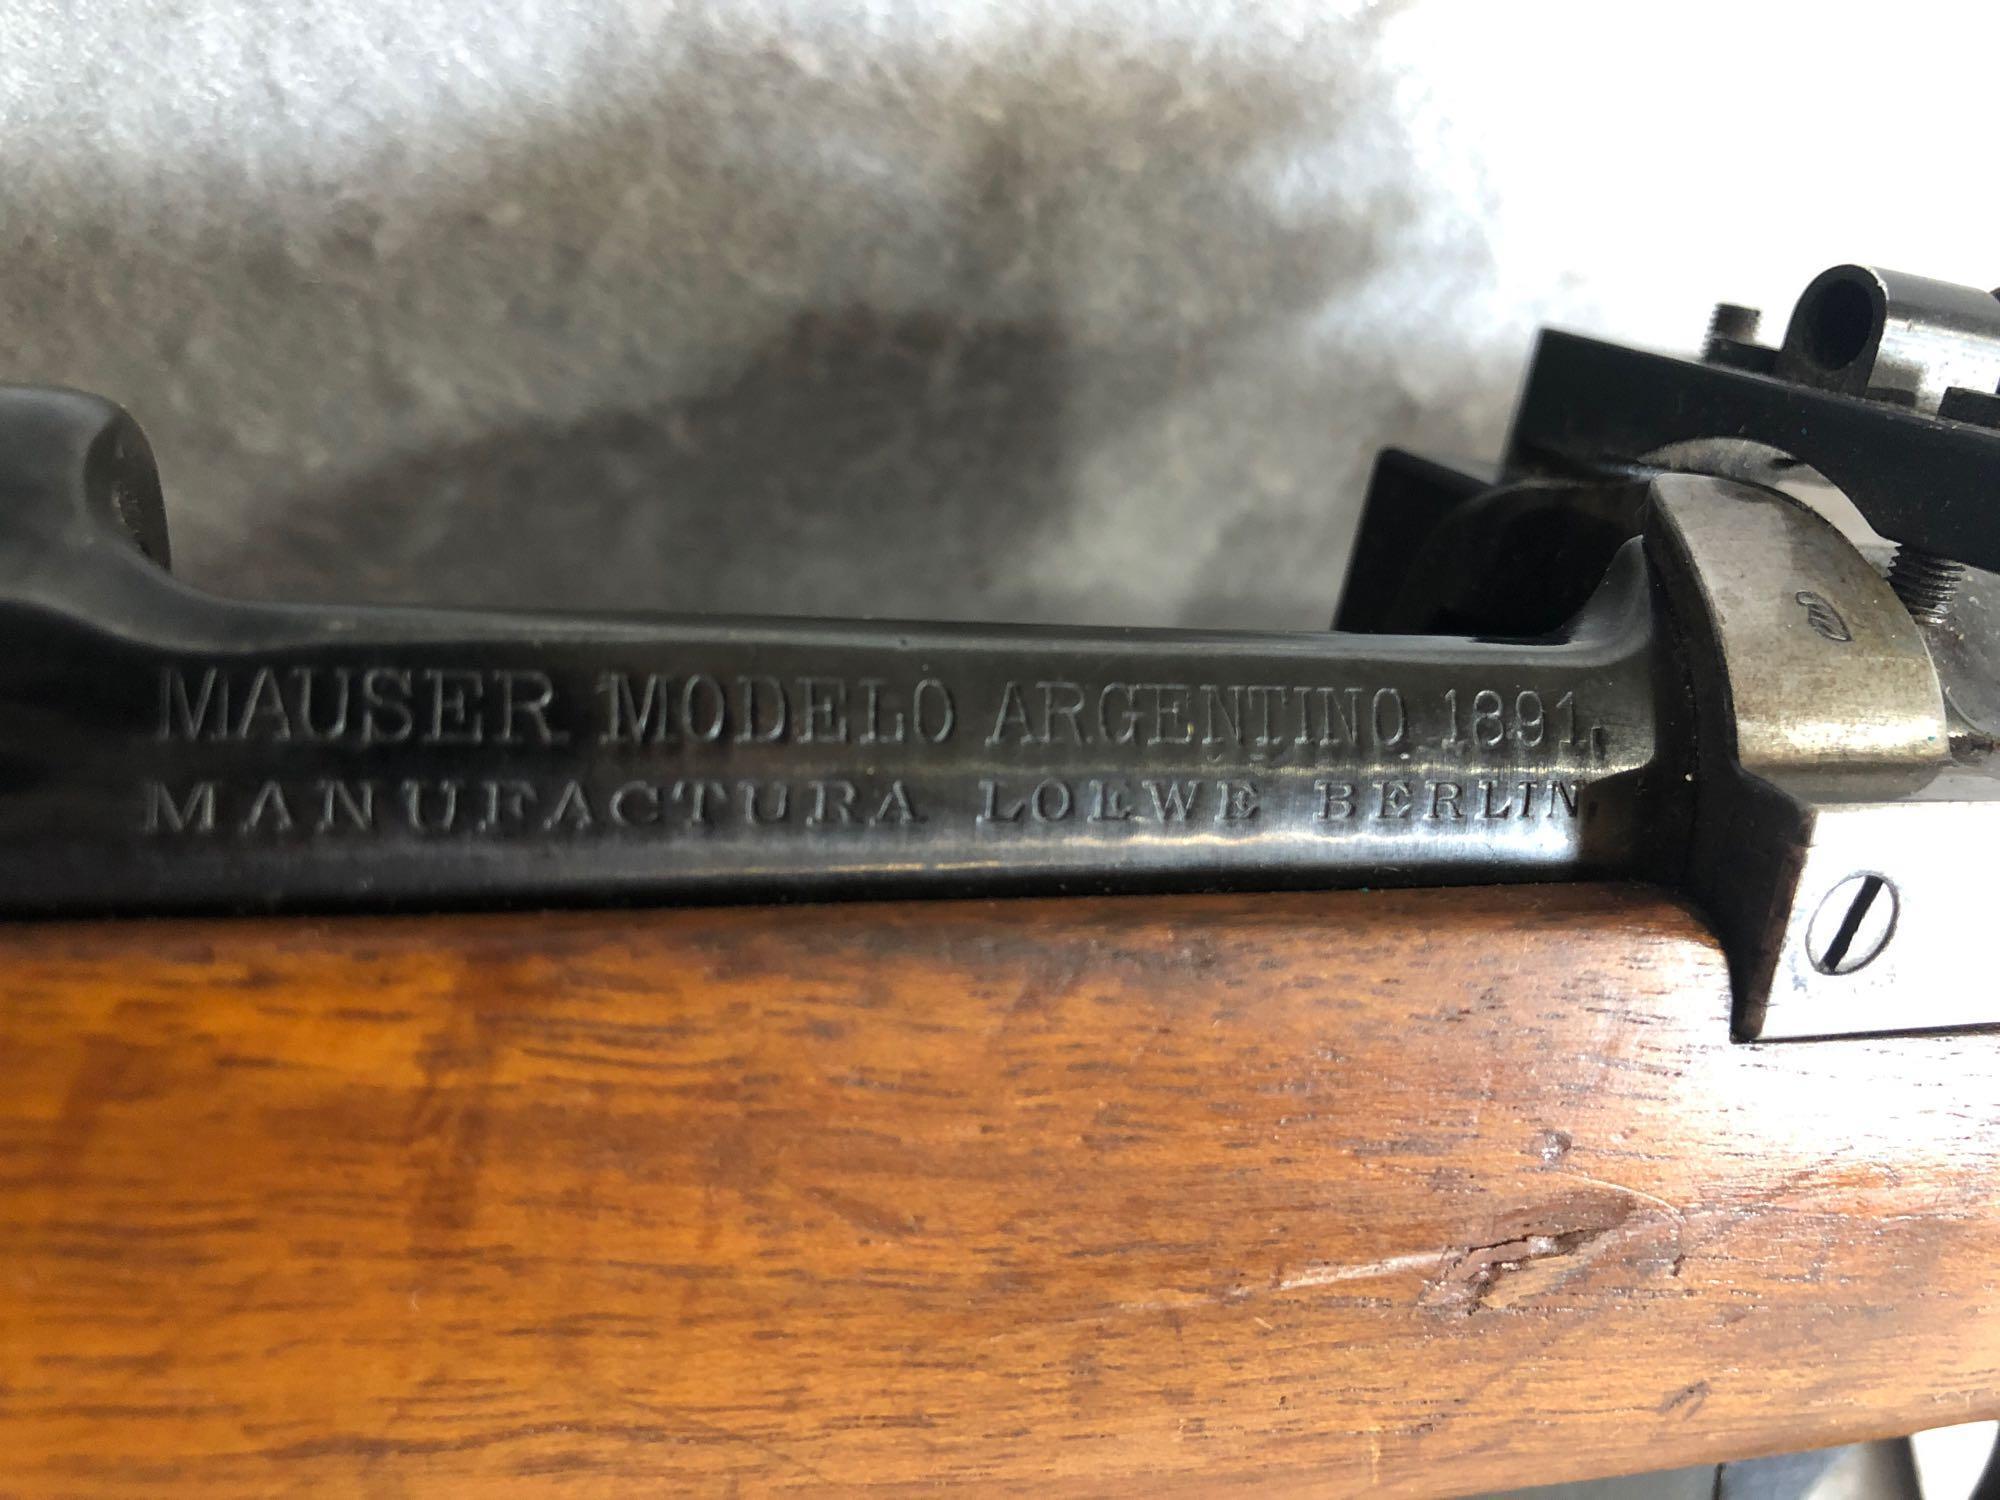 MAUSER MODELO ARGENTINO 1891.
MANUFACTURA LOEWE BERLIN.